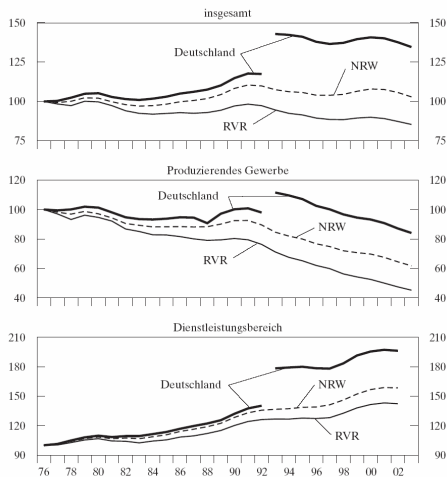 insgesamt
150 150
Deutschland
125 125
NRW
100 100
RVR
75 75
Produzierendes Gewerbe
120 120
Deutschland
100 100
NRW
80 80
RVR
60 60
40 40
Dienstleistungsbereich
210 210
180 180
Deutschland
NRW
150 150
120 120
RVR
90 90
76 78 80 82 84 86 88 90 92 94 96 98 00 02